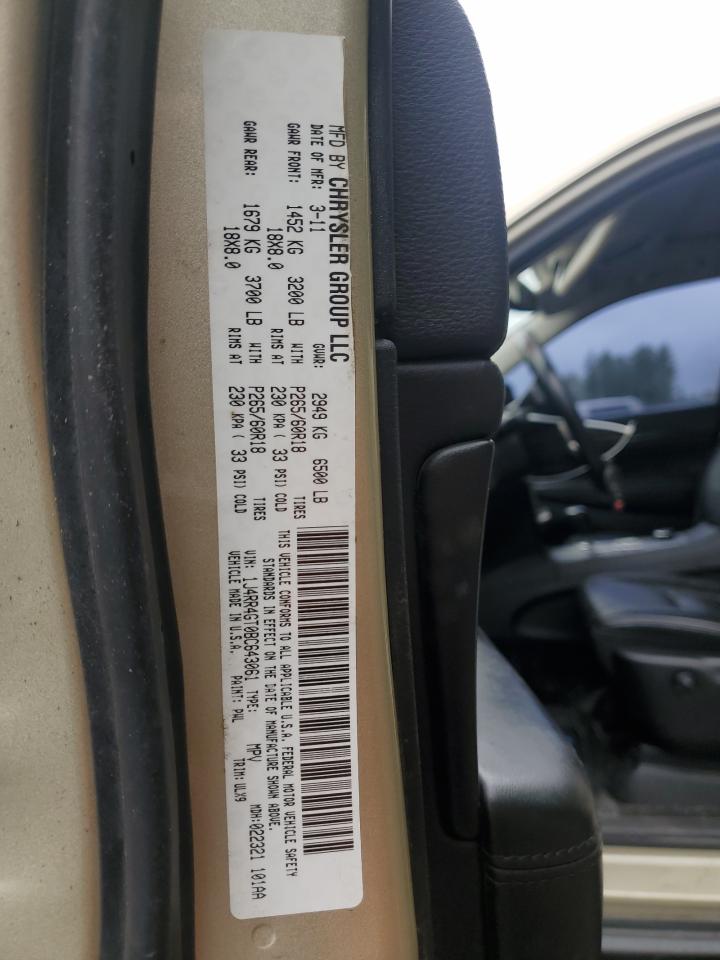 MFD BY CHRYSLER GROUP LLC
DATE OF MFR: 3-11 GVWR: 2949 KG 6500 LB
GAWR FRONT: 1452 KG 3200 LB WITH P265/60R18 TIRES
18X8.0 RIMS AT 230 KPA ( 33 PSI) COLD
GAWR REAR: 1679 KG 3700 LB WITH P265/60R18 TIRES
18X8.0 RIMS AT 230 KPA ( 33 PSI) COLD
THIS VEHICLE CONFORMS TO ALL APPLICABLE U.S.A. FEDERAL MOTOR VEHICLE SAFETY
STANDARDS IN EFFECT ON THE DATE OF MANUFACTURE SHOWN ABOVE.
VIN: 1J4RR4GT0BC643061 TYPE: MPV MDH:022321 101AA
VEHICLE MADE IN U.S.A. PAINT: PWL TRIM:ULX9